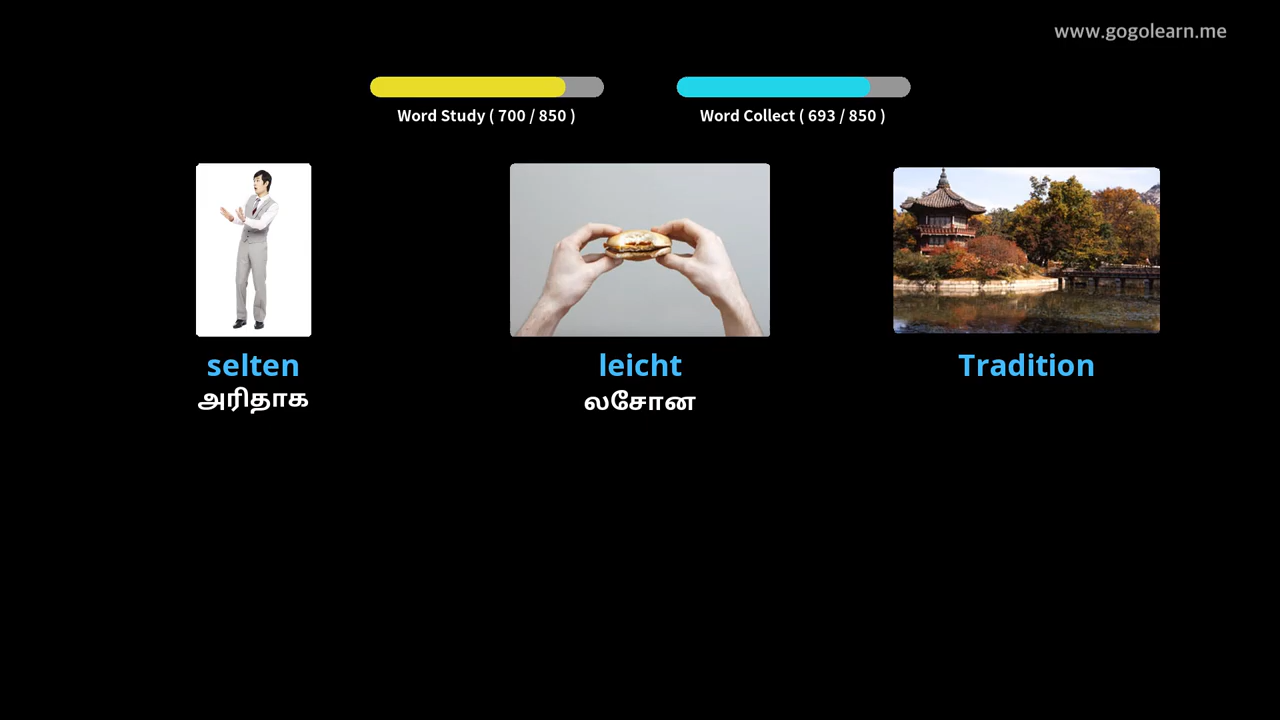 www.gogolearn.me
Word Study ( 700 / 850 )
Word Collect ( 693 / 850 )
selten
அரிதாக
leicht
லசோன
Tradition